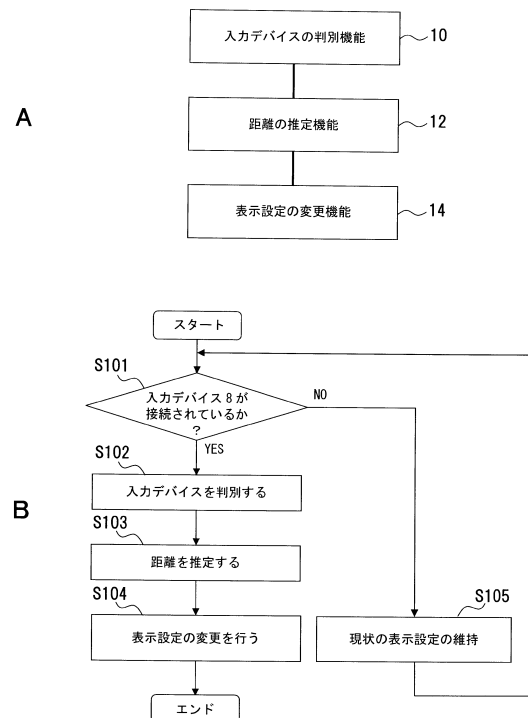 A
入力デバイスの判別機能
10
距離の推定機能
12
表示設定の変更機能
14
B
スタート
S101
入力デバイス8が
接続されているか
?
NO
YES
S102
入力デバイスを判別する
S103
距離を推定する
S104
表示設定の変更を行う
S105
現状の表示設定の維持
エンド